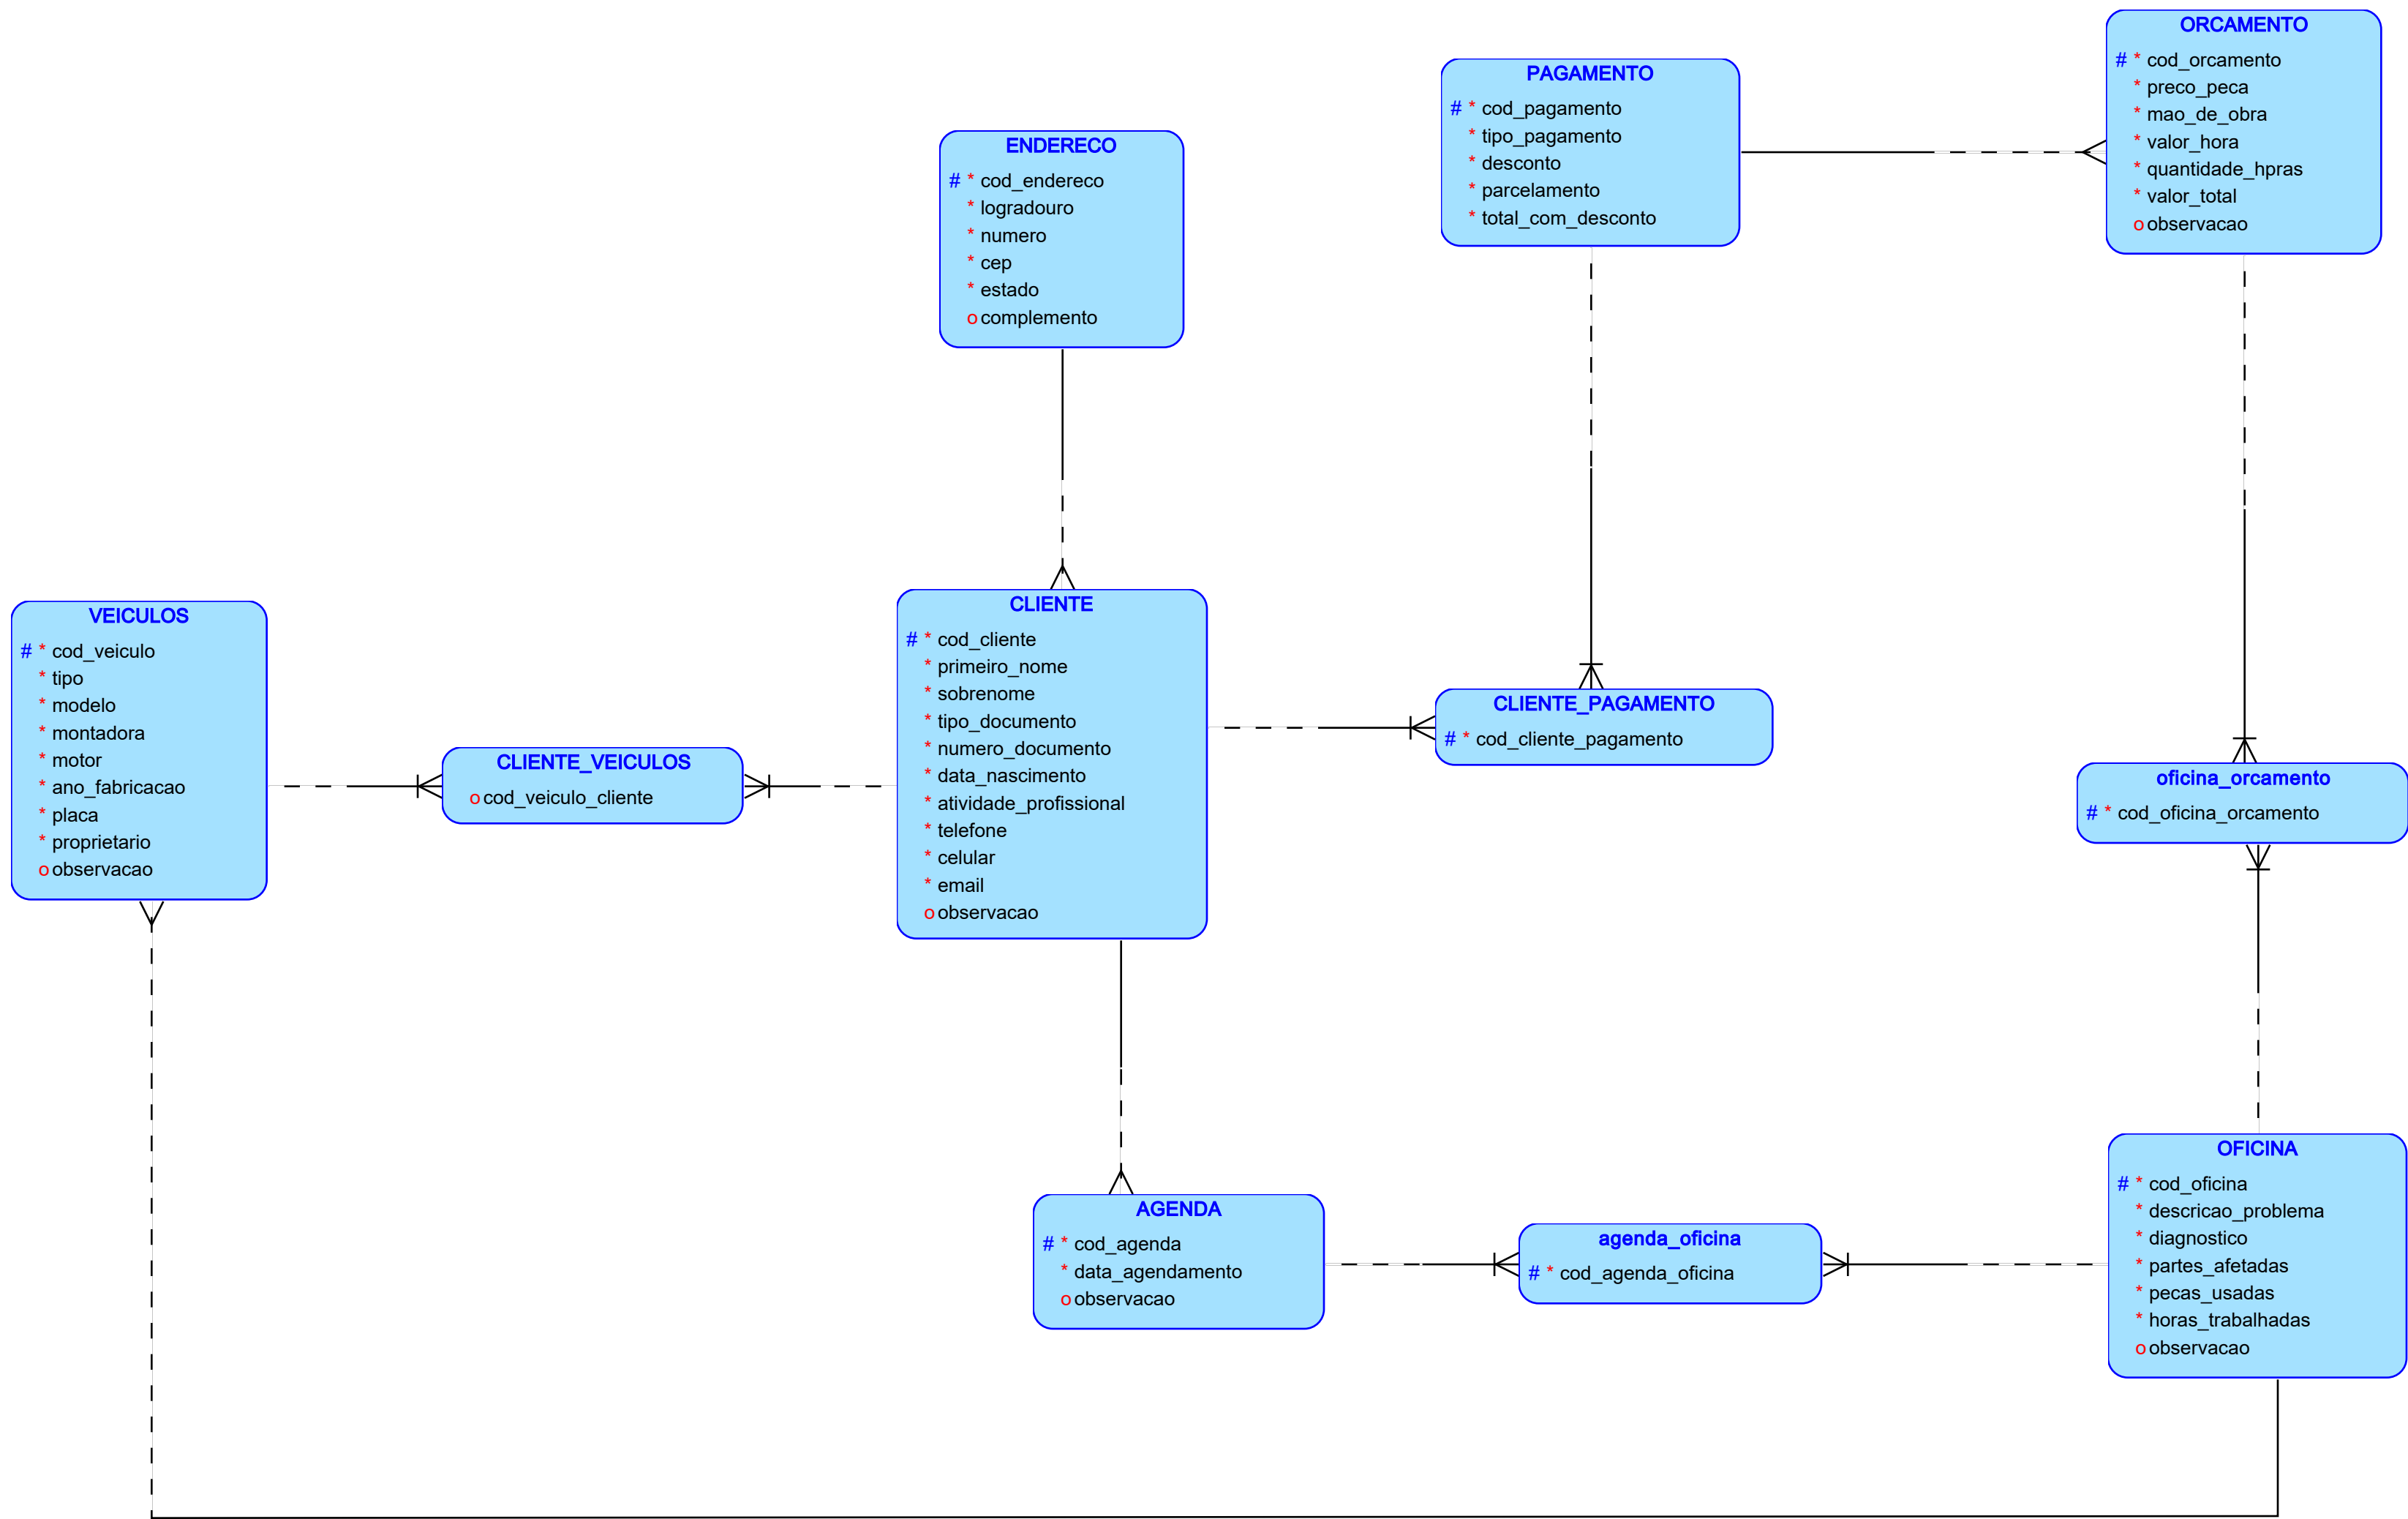 ORCAMENTO
# * cod_orcamento
* preco_peca
* mao_de_obra
* valor_hora
* quantidade_hpras
* valor_total
o observacao
PAGAMENTO
# * cod_pagamento
* tipo_pagamento
* desconto
* parcelamento
* total_com_desconto
ENDERECO
# * cod_endereco
* logradouro
* numero
* cep
* estado
o complemento
VEICULOS
# * cod_veiculo
* tipo
* modelo
* montadora
* motor
* ano_fabricacao
* placa
* proprietario
o observacao
CLIENTE_VEICULOS
o cod_veiculo_cliente
CLIENTE
# * cod_cliente
* primeiro_nome
* sobrenome
* tipo_documento
* numero_documento
* data_nascimento
* atividade_profissional
* telefone
* celular
* email
o observacao
CLIENTE_PAGAMENTO
# * cod_cliente_pagamento
oficina_orcamento
# * cod_oficina_orcamento
AGENDA
# * cod_agenda
* data_agendamento
o observacao
agenda_oficina
# * cod_agenda_oficina
OFICINA
# * cod_oficina
* descricao_problema
* diagnostico
* partes_afetadas
* pecas_usadas
* horas_trabalhadas
o observacao